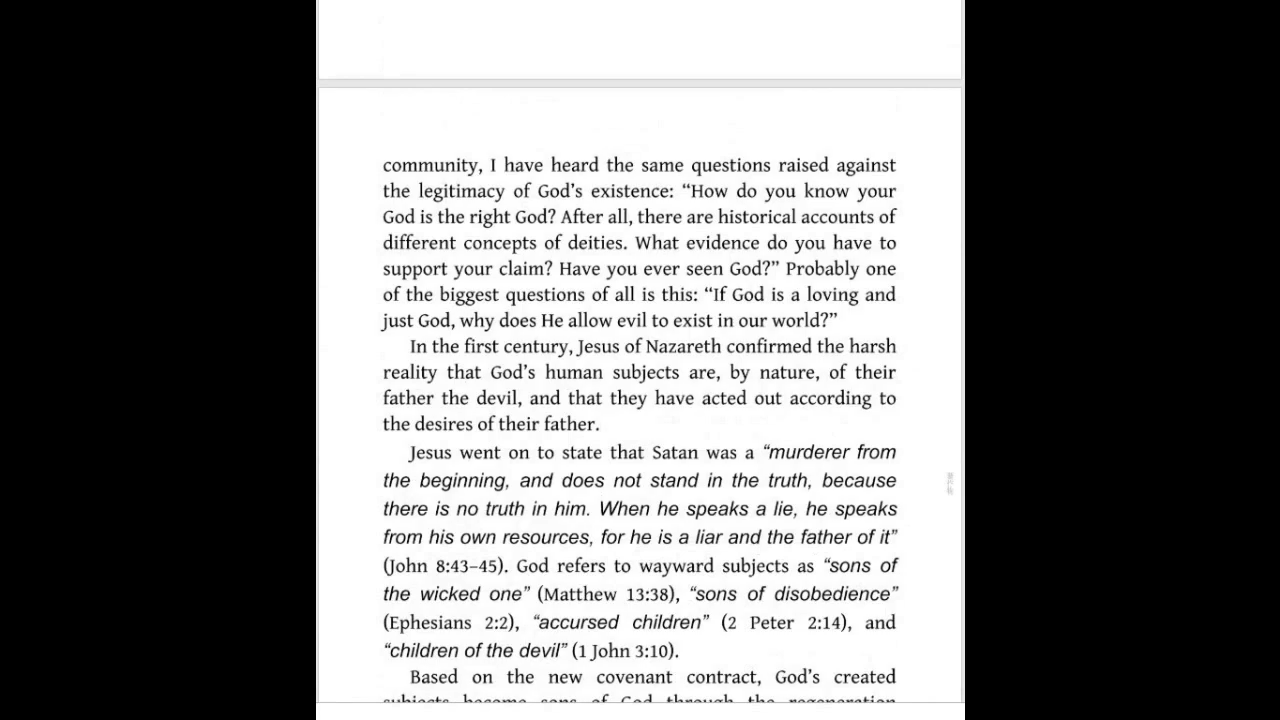 community, I have heard the same questions raised against
the legitimacy of God’s existence: “How do you know your
God is the right God? After all, there are historical accounts of
different concepts of deities. What evidence do you have to
support your claim? Have you ever seen God?” Probably one
of the biggest questions of all is this: “If God is a loving and
just God, why does He allow evil to exist in our world?”
In the first century, Jesus of Nazareth confirmed the harsh
reality that God’s human subjects are, by nature, of their
father the devil, and that they have acted out according to
the desires of their father.
Jesus went on to state that Satan was a “murderer from
the beginning, and does not stand in the truth, because
there is no truth in him. When he speaks a lie, he speaks
from his own resources, for he is a liar and the father of it”
(John 8:43–45). God refers to wayward subjects as “sons of
the wicked one” (Matthew 13:38), “sons of disobedience”
(Ephesians 2:2), “accursed children” (2 Peter 2:14), and
“children of the devil” (1 John 3:10).
Based on the new covenant contract, God’s created
subjects become sons of God through the regeneration